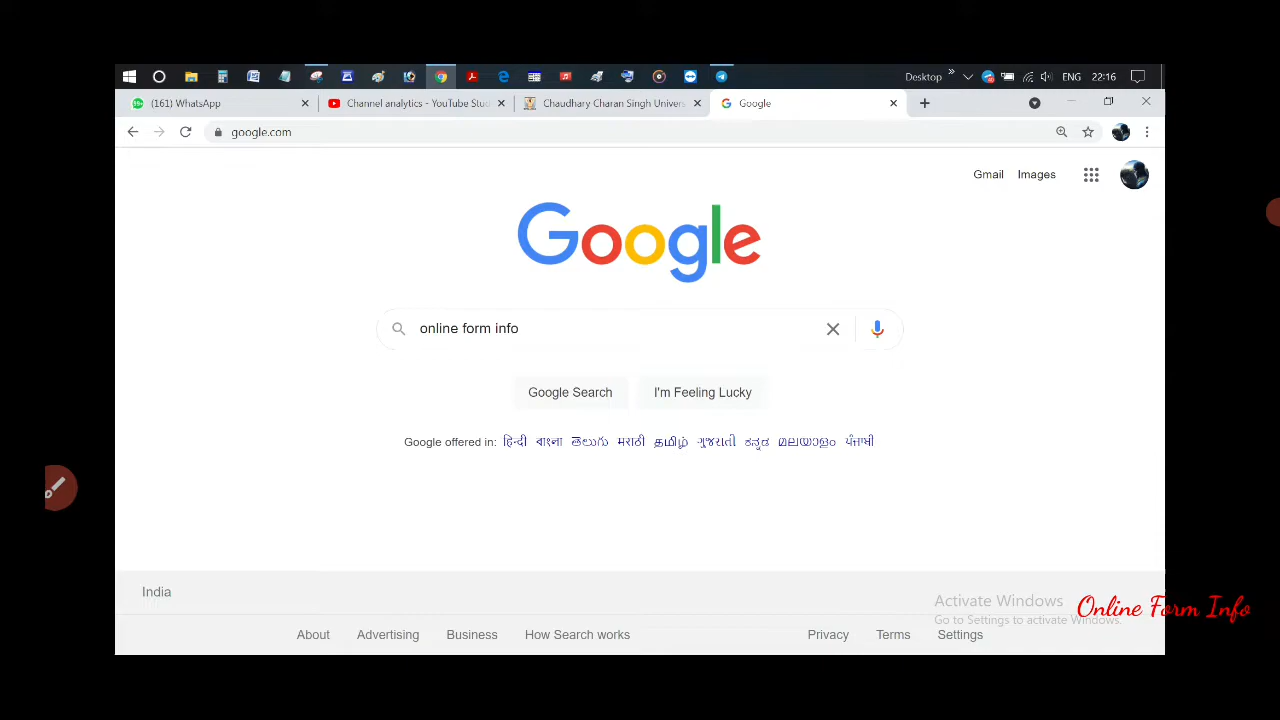 Desktop » ENG 22:16
(161) WhatsApp Channel analytics - YouTube Stud Chaudhary Charan Singh Univers Google
google.com
Gmail Images
Google
online form info
Google Search I'm Feeling Lucky
Google offered in: हिन्दी বাংলা తెలుగు मराठी தமிழ் ગુજરાતી ಕನ್ನಡ മലയാളം ਪੰਜਾਬੀ
India
Activate Windows
Online Form Info
Go to Settings to activate Windows.
About Advertising Business How Search works Privacy Terms Settings